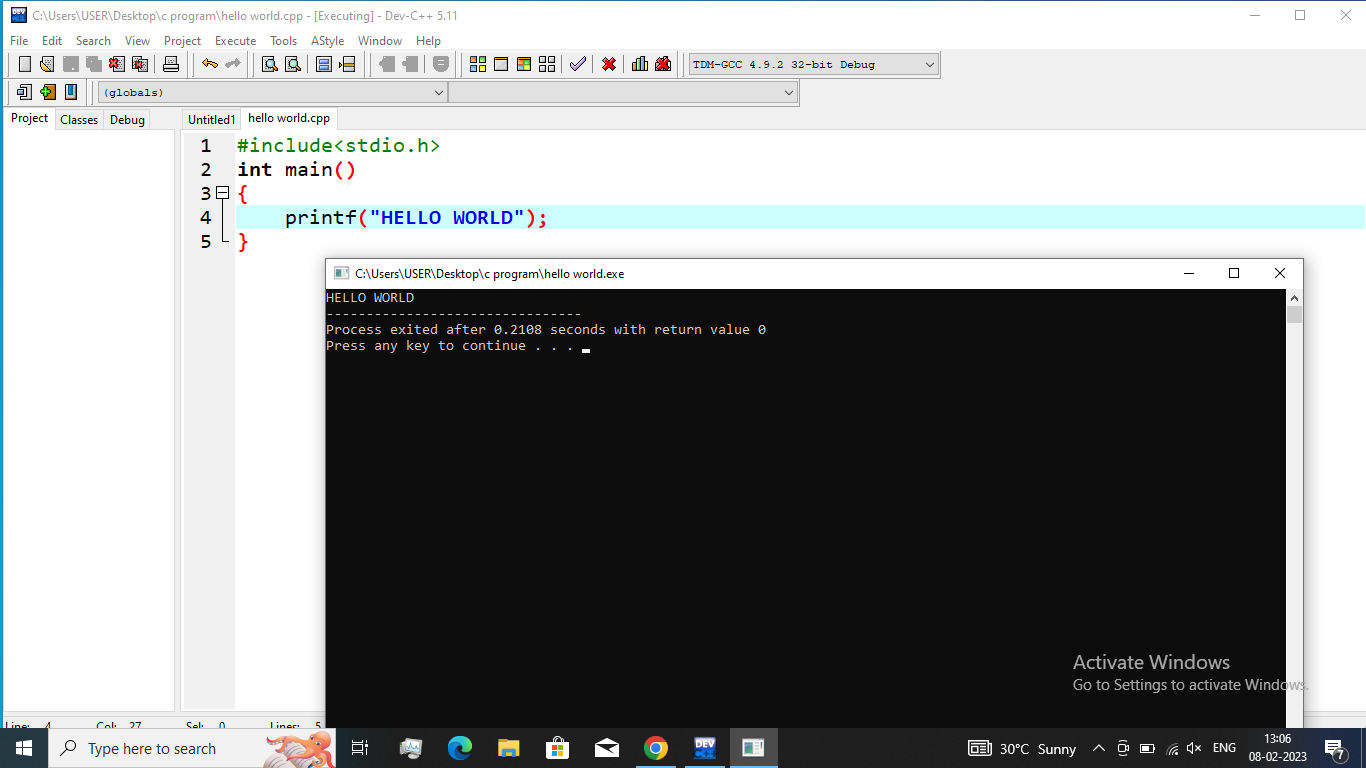 C:\Users\USER\Desktop\c program\hello world.cpp - [Executing] - Dev-C++ 5.11
File Edit Search View Project Execute Tools AStyle Window Help
TDM-GCC 4.9.2 32-bit Debug
(globals)
Project Classes Debug
Untitled1 hello world.cpp
1 #include<stdio.h>
2 int main()
3 {
4 printf("HELLO WORLD");
5 }
C:\Users\USER\Desktop\c program\hello world.exe
HELLO WORLD
--------------------------------
Process exited after 0.2108 seconds with return value 0
Press any key to continue . . .
Activate Windows
Go to Settings to activate Windows.
Line: 4 Col: 27 Sel: 0 Lines: 5
Type here to search
DEV
30°C Sunny
ENG
13:06
08-02-2023
7